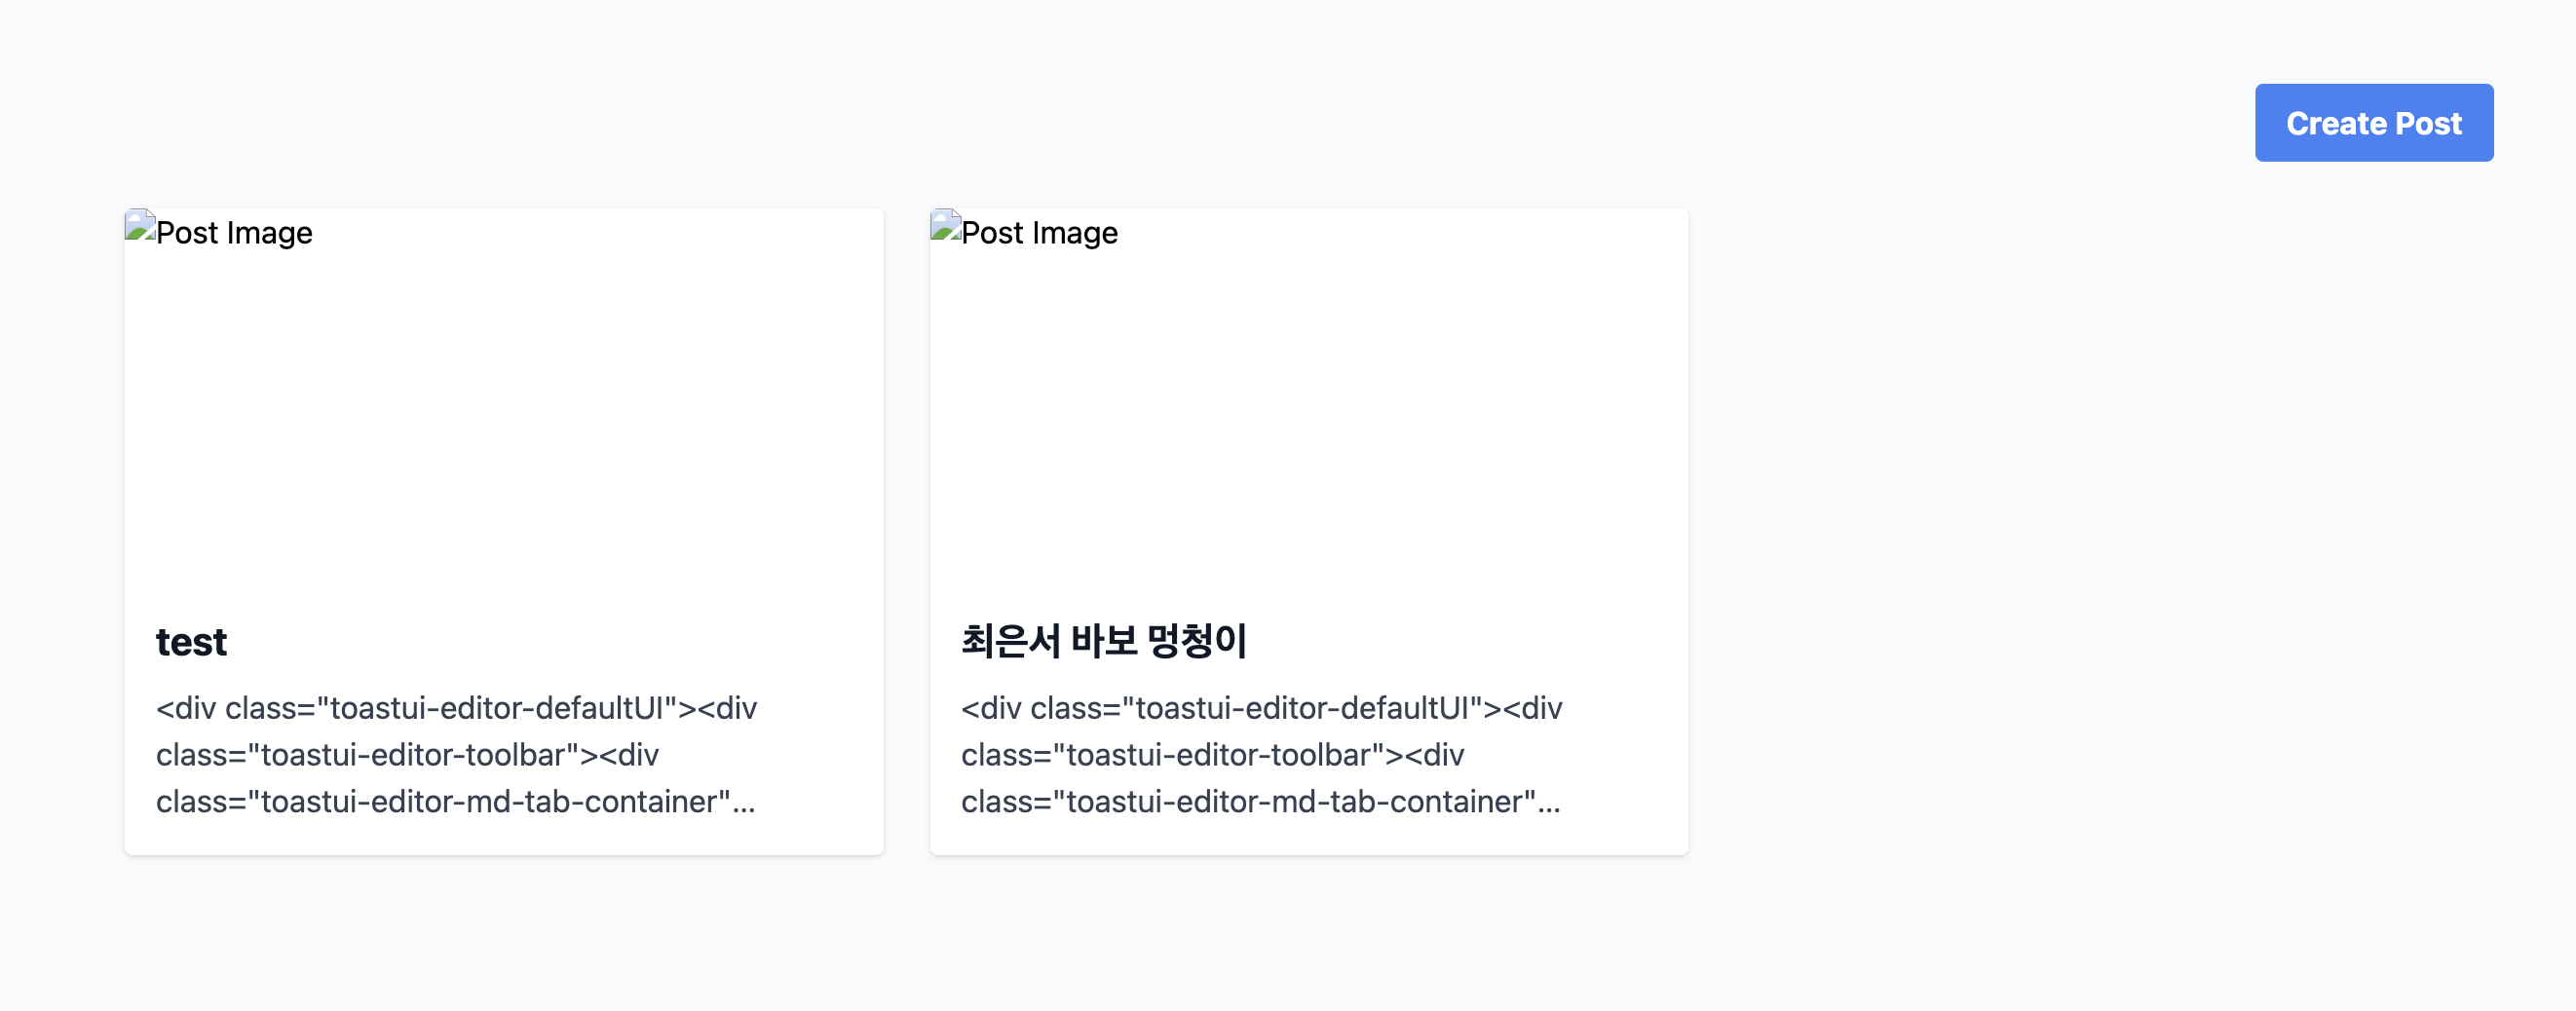 Create Post
Post Image
test
<div class="toastui-editor-defaultUI"><div
class="toastui-editor-toolbar"><div
class="toastui-editor-md-tab-container"...
Post Image
최은서 바보 멍청이
<div class="toastui-editor-defaultUI"><div
class="toastui-editor-toolbar"><div
class="toastui-editor-md-tab-container"...